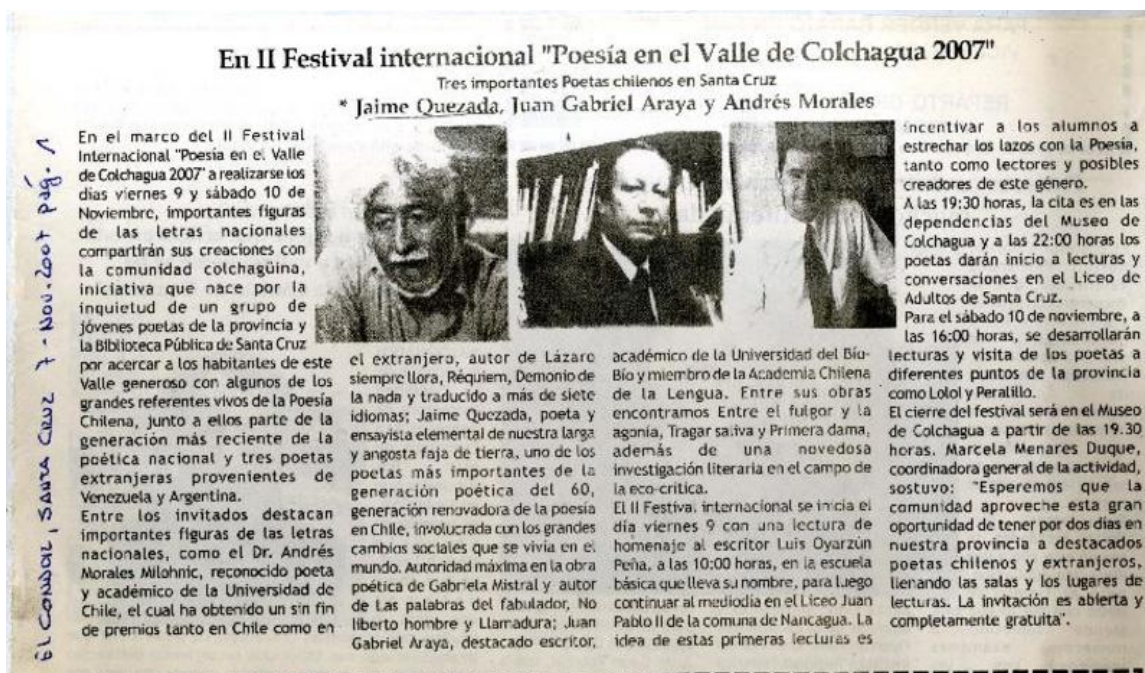 En II Festival internacional "Poesía en el Valle de Colchagua 2007"
Tres importantes Poetas chilenos en Santa Cruz
* Jaime Quezada, Juan Gabriel Araya y Andrés Morales
En el marco del II Festival
Internacional "Poesía en el Valle
de Colchagua 2007" a realizarse los
días viernes 9 y sábado 10 de
Noviembre, importantes figuras
de las letras nacionales
compartirán sus creaciones con
la comunidad colchagüina,
iniciativa que nace por la
inquietud de un grupo de
jóvenes poetas de la provincia y
la Biblioteca Pública de Santa Cruz
por acercar a los habitantes de este
Valle generoso con algunos de los
grandes referentes vivos de la Poesía
Chilena, junto a ellos parte de la
generación más reciente de la
poética nacional y tres poetas
extranjeras provenientes de
Venezuela y Argentina.
Entre los invitados destacan
importantes figuras de las letras
nacionales, como el Dr. Andrés
Morales Milohnic, reconocido poeta
y académico de la Universidad de
Chile, el cual ha obtenido un sin fin
de premios tanto en Chile como en
el extranjero, autor de Lázaro
siempre llora, Réquiem, Demonio de
la nada y traducido a más de siete
idiomas; Jaime Quezada, poeta y
ensayista elemental de nuestra larga
y angosta faja de tierra, uno de los
poetas más importantes de la
generación poética del 60,
generación renovadora de la poesía
en Chile, involucrada con los grandes
cambios sociales que se vivía en el
mundo. Autoridad máxima en la obra
poética de Gabriela Mistral y autor
de Las palabras del fabulador, No
liberto hombre y Llamadura; Juan
Gabriel Araya, destacado escritor,
académico de la Universidad del Bío-
Bío y miembro de la Academia Chilena
de la Lengua. Entre sus obras
encontramos Entre el fulgor y la
agonía, Tragar saliva y Primera dama,
además de una novedosa
investigación literaria en el campo de
la eco-crítica.
El II Festival internacional se inicia el
día viernes 9 con una lectura de
homenaje al escritor Luis Oyarzún
Peña, a las 10:00 horas, en la escuela
básica que lleva su nombre, para luego
continuar al mediodía en el Liceo Juan
Pablo II de la comuna de Nancagua. La
idea de estas primeras lecturas es
incentivar a los alumnos a
estrechar los lazos con la Poesía,
tanto como lectores y posibles
creadores de este género.
A las 19:30 horas, la cita es en las
dependencias del Museo de
Colchagua y a las 22:00 horas los
poetas darán inicio a lecturas y
conversaciones en el Liceo de
Adultos de Santa Cruz.
Para el sábado 10 de noviembre, a
las 16:00 horas, se desarrollarán
lecturas y visita de los poetas a
diferentes puntos de la provincia
como Lolol y Peralillo.
El cierre del festival será en el Museo
de Colchagua a partir de las 19.30
horas. Marcela Menares Duque,
coordinadora general de la actividad,
sostuvo: "Esperemos que la
comunidad aproveche esta gran
oportunidad de tener por dos días en
nuestra provincia a destacados
poetas chilenos y extranjeros,
llenando las salas y los lugares de
lecturas. La invitación es abierta y
completamente gratuita".
EL CONDOR, SANTA CRUZ 7-NOV.2007 pág. 1